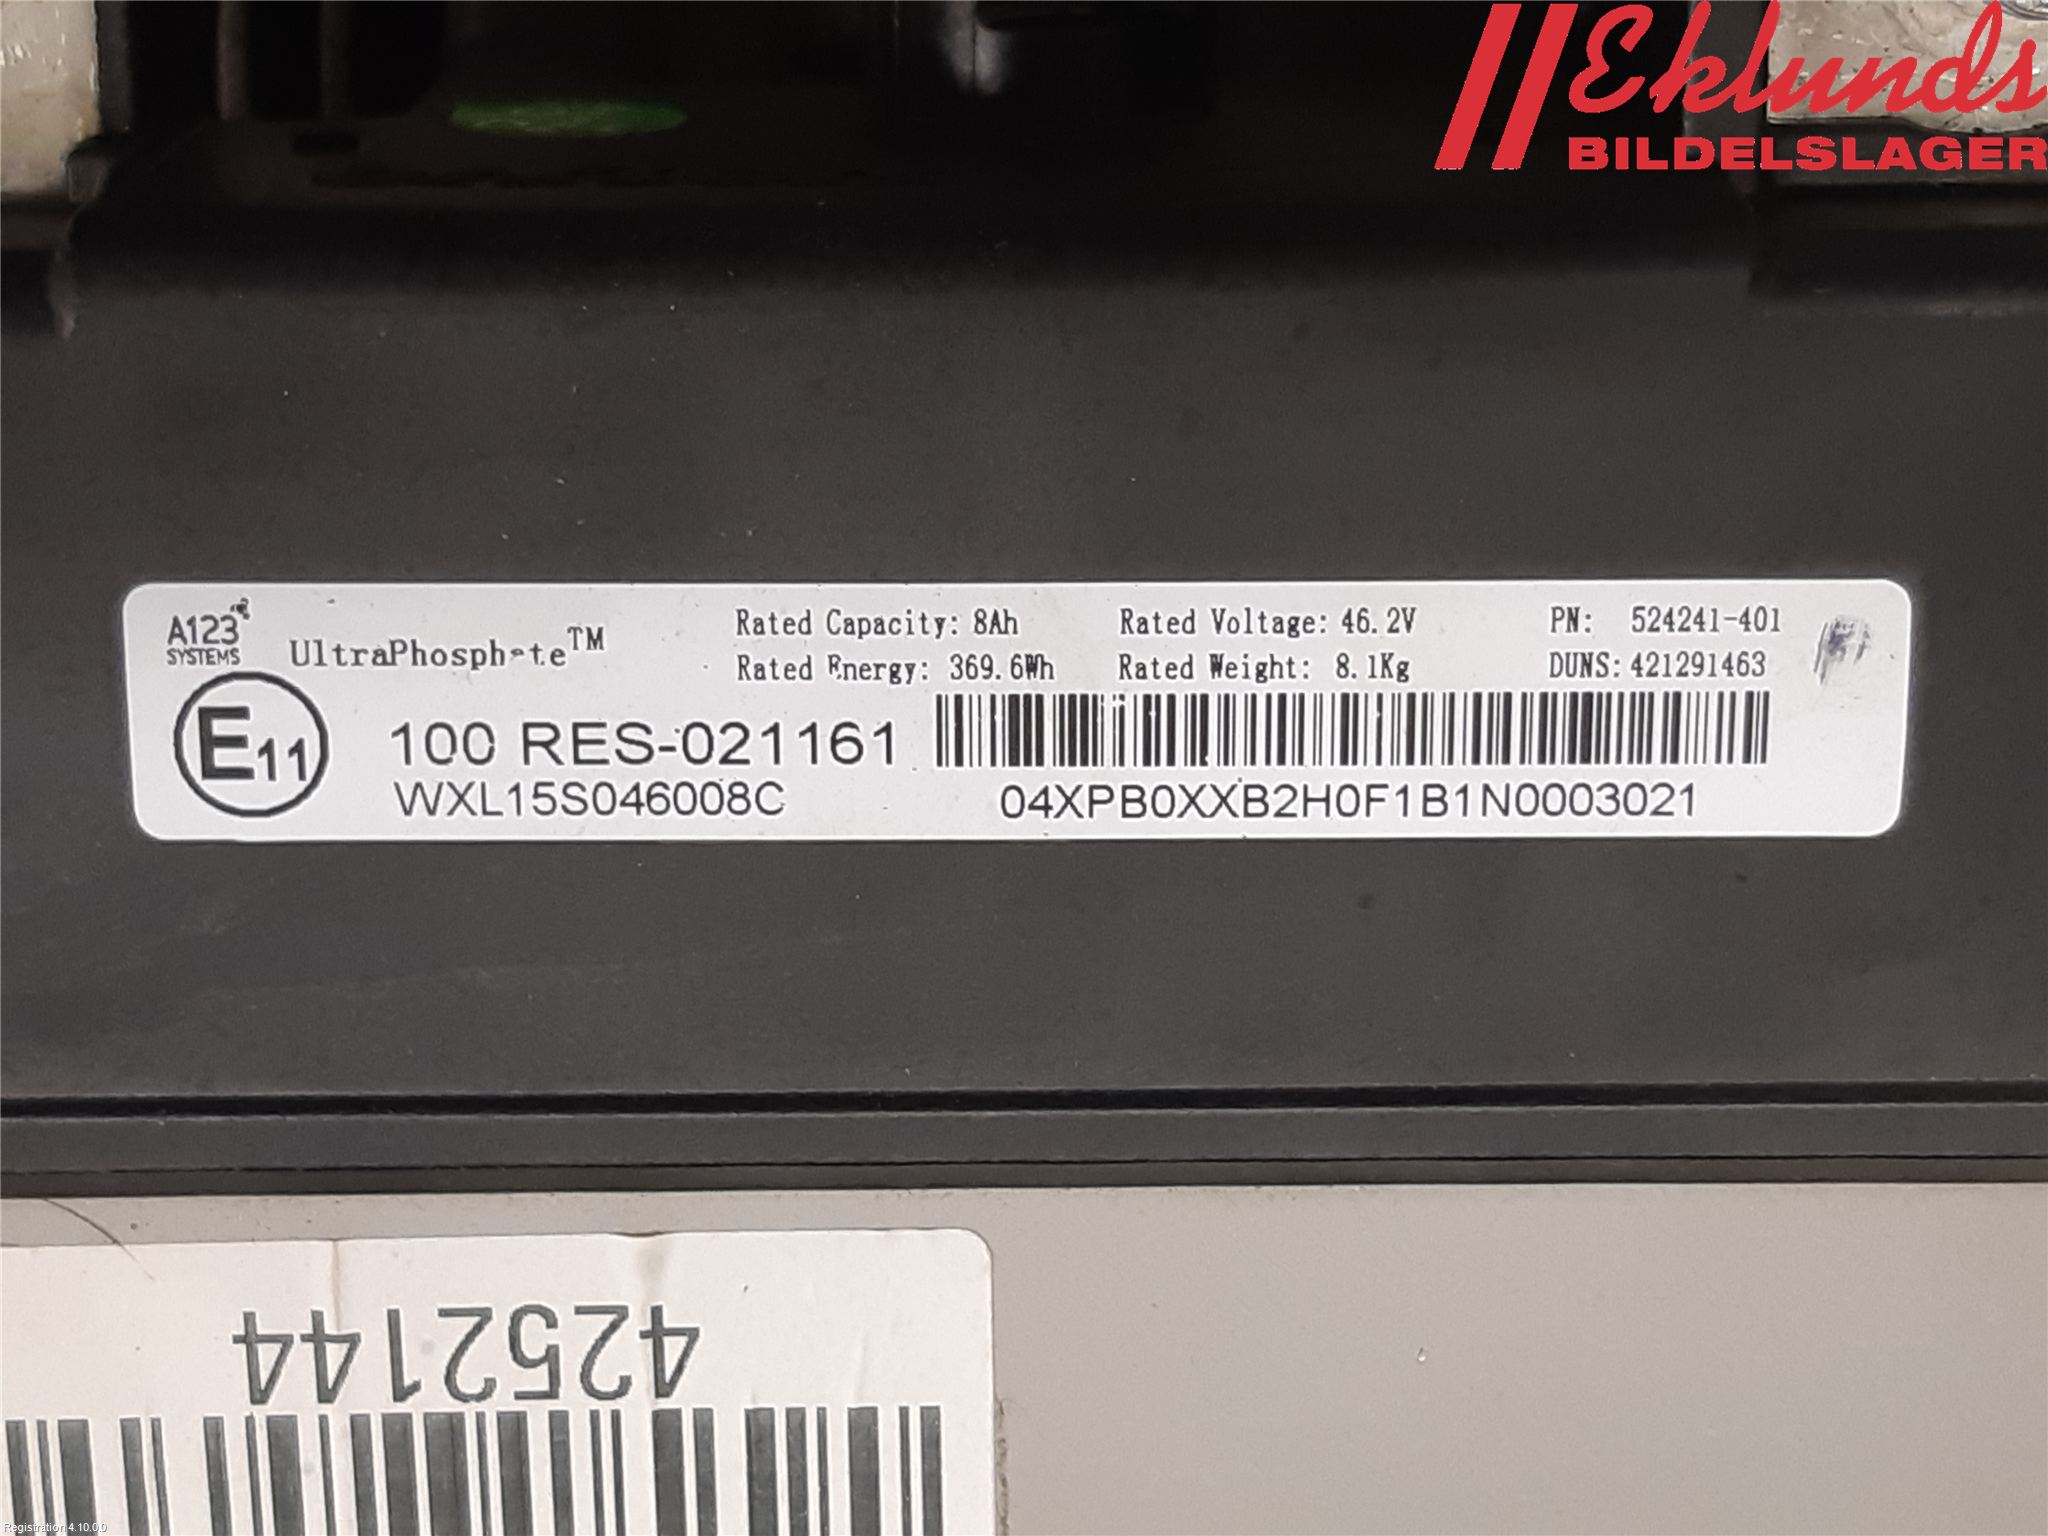 Eklunds
BILDELSLAGER
A123
SYSTEMS
UltraPhosphate™
Rated Capacity: 8Ah
Rated Voltage: 46.2V
PN: 524241-401
Rated Energy: 369.6Wh
Rated Weight: 8.1Kg
DUNS: 421291463
E11
100 RES-021161
WXL15S046008C
04XPB0XXB2H0F1B1N0003021
4252144
Registration 4.10.0.0